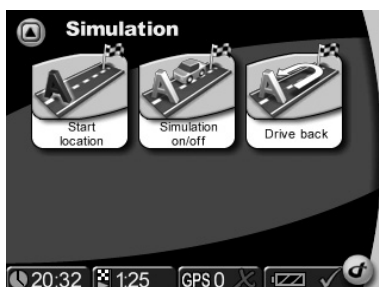 Simulation
Start
location
Simulation
on/off
Drive back
20:32 1:25 GPS 0